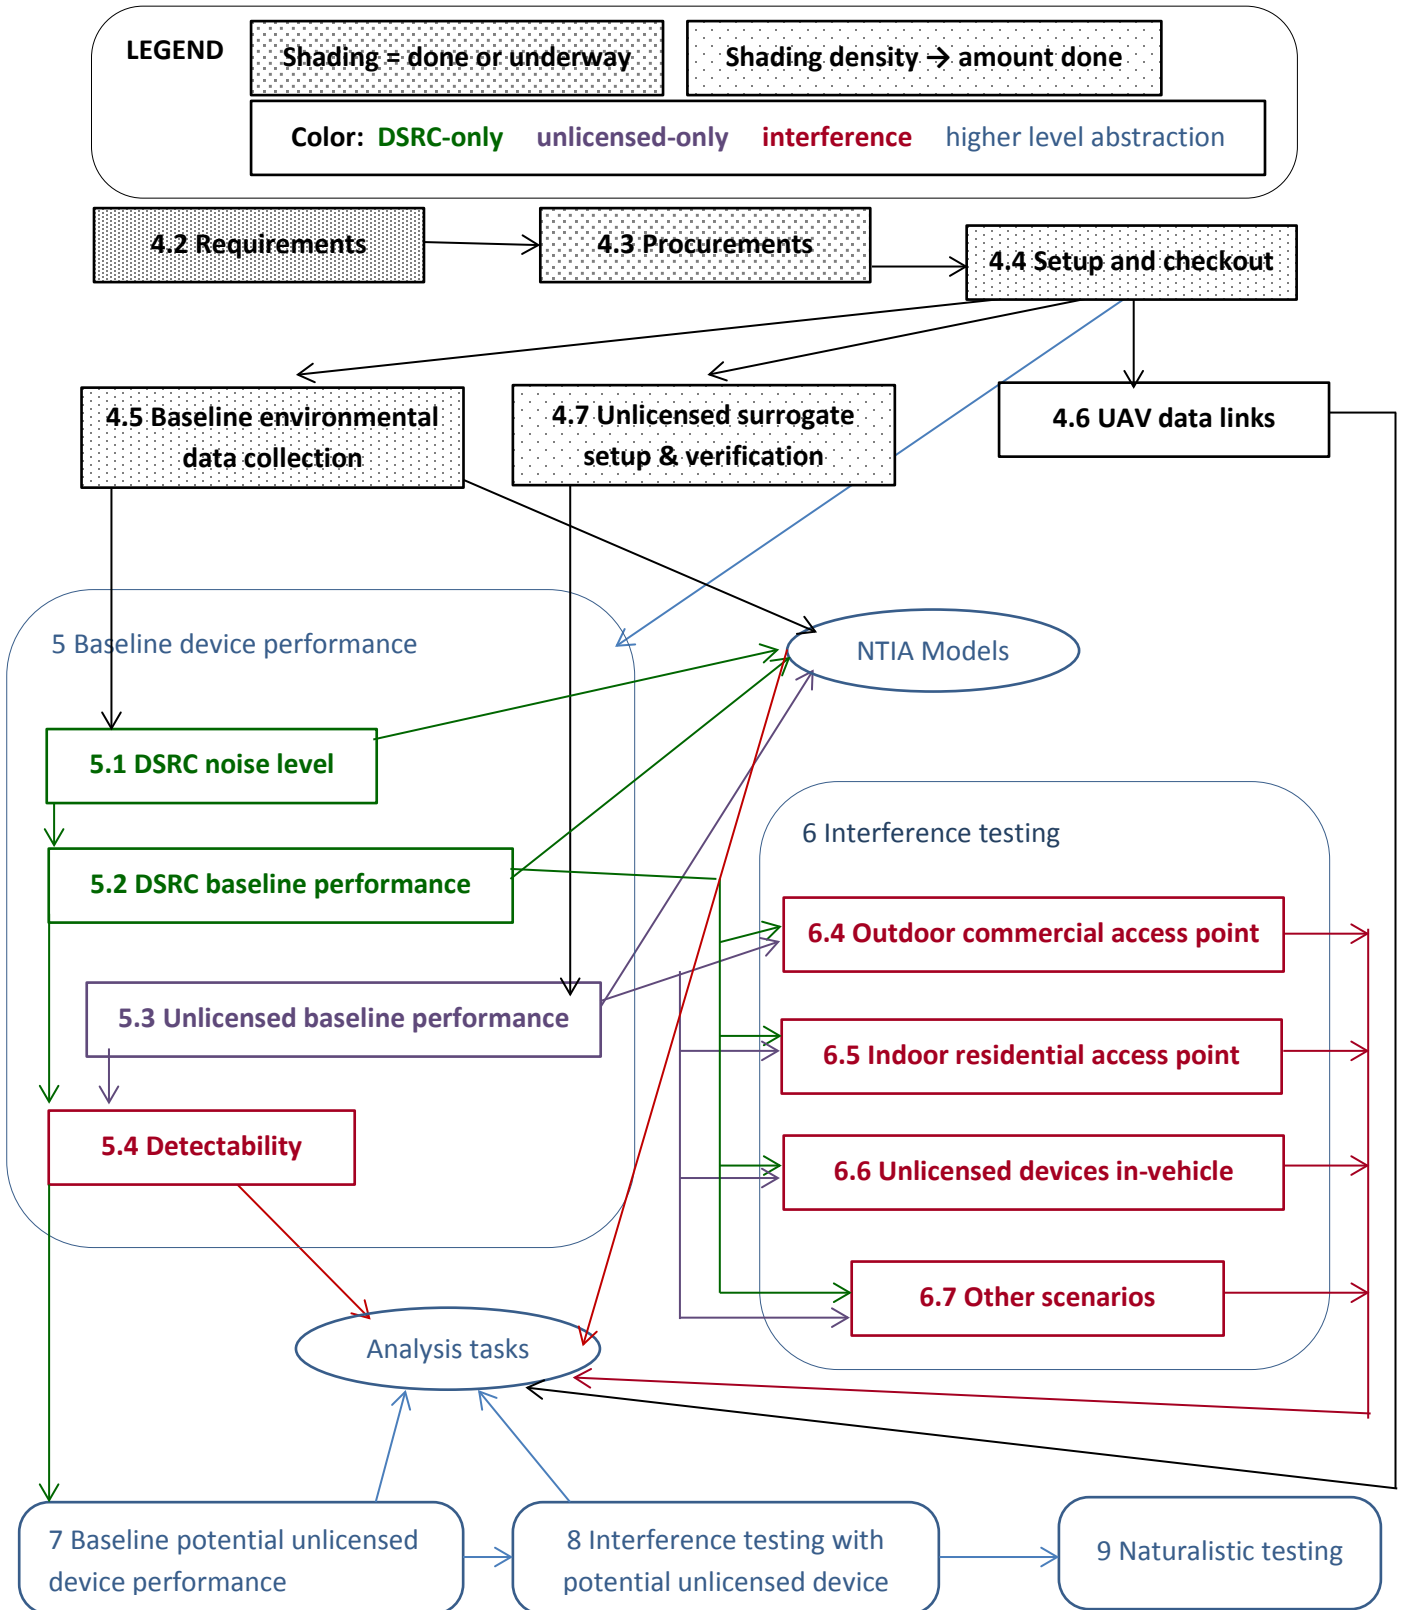 LEGEND
Shading = done or underway
Shading density → amount done
Color: DSRC-only unlicensed-only interference higher level abstraction
4.2 Requirements
4.3 Procurements
4.4 Setup and checkout
4.5 Baseline environmental
data collection
4.7 Unlicensed surrogate
setup & verification
4.6 UAV data links
5 Baseline device performance
NTIA Models
5.1 DSRC noise level
6 Interference testing
5.2 DSRC baseline performance
6.4 Outdoor commercial access point
5.3 Unlicensed baseline performance
6.5 Indoor residential access point
5.4 Detectability
6.6 Unlicensed devices in-vehicle
6.7 Other scenarios
Analysis tasks
7 Baseline potential unlicensed
device performance
8 Interference testing with
potential unlicensed device
9 Naturalistic testing